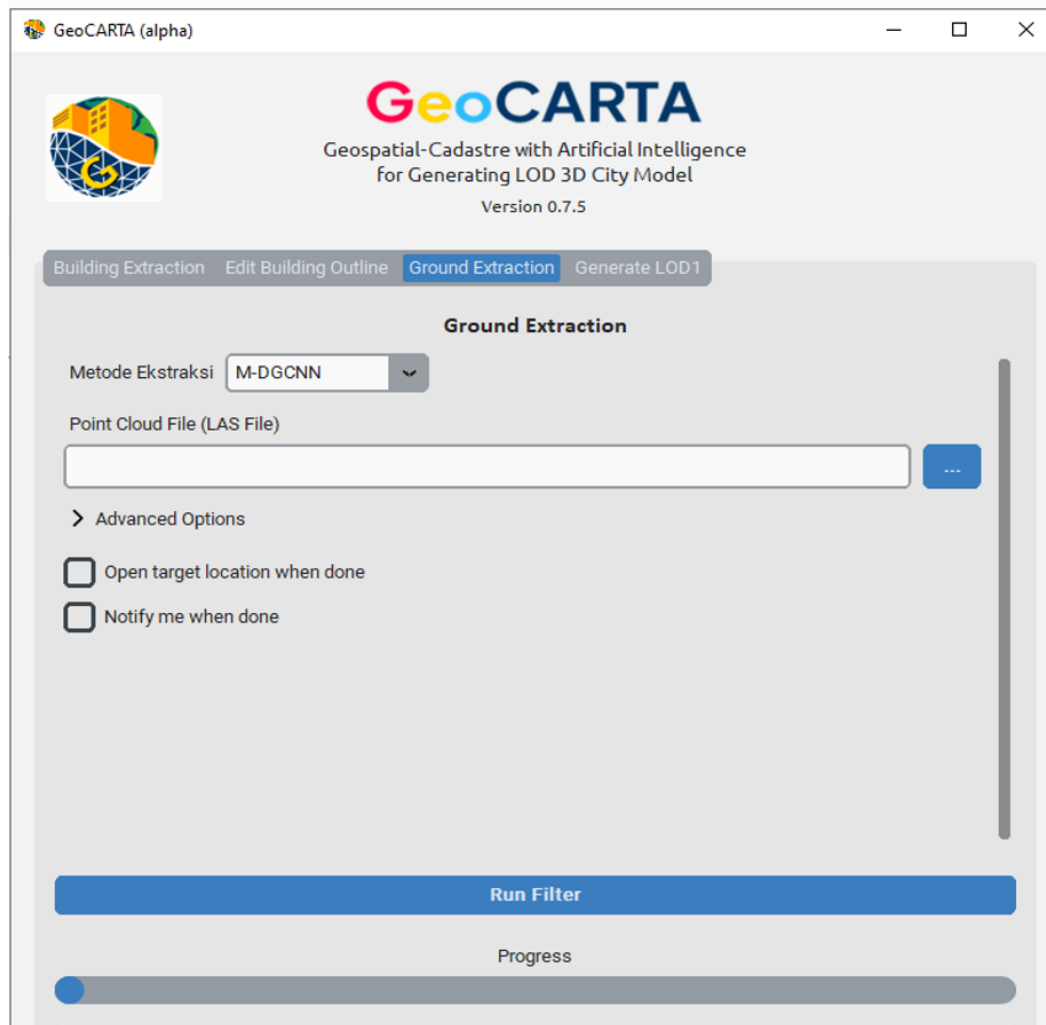 GeoCARTA (alpha)
G
GeoCARTA
Geospatial-Cadastre with Artificial Intelligence
for Generating LOD 3D City Model
Version 0.7.5
Building Extraction Edit Building Outline Ground Extraction Generate LOD1
Ground Extraction
Metode Ekstraksi M-DGCNN
Point Cloud File (LAS File)
...
Advanced Options
Open target location when done
Notify me when done
Run Filter
Progress